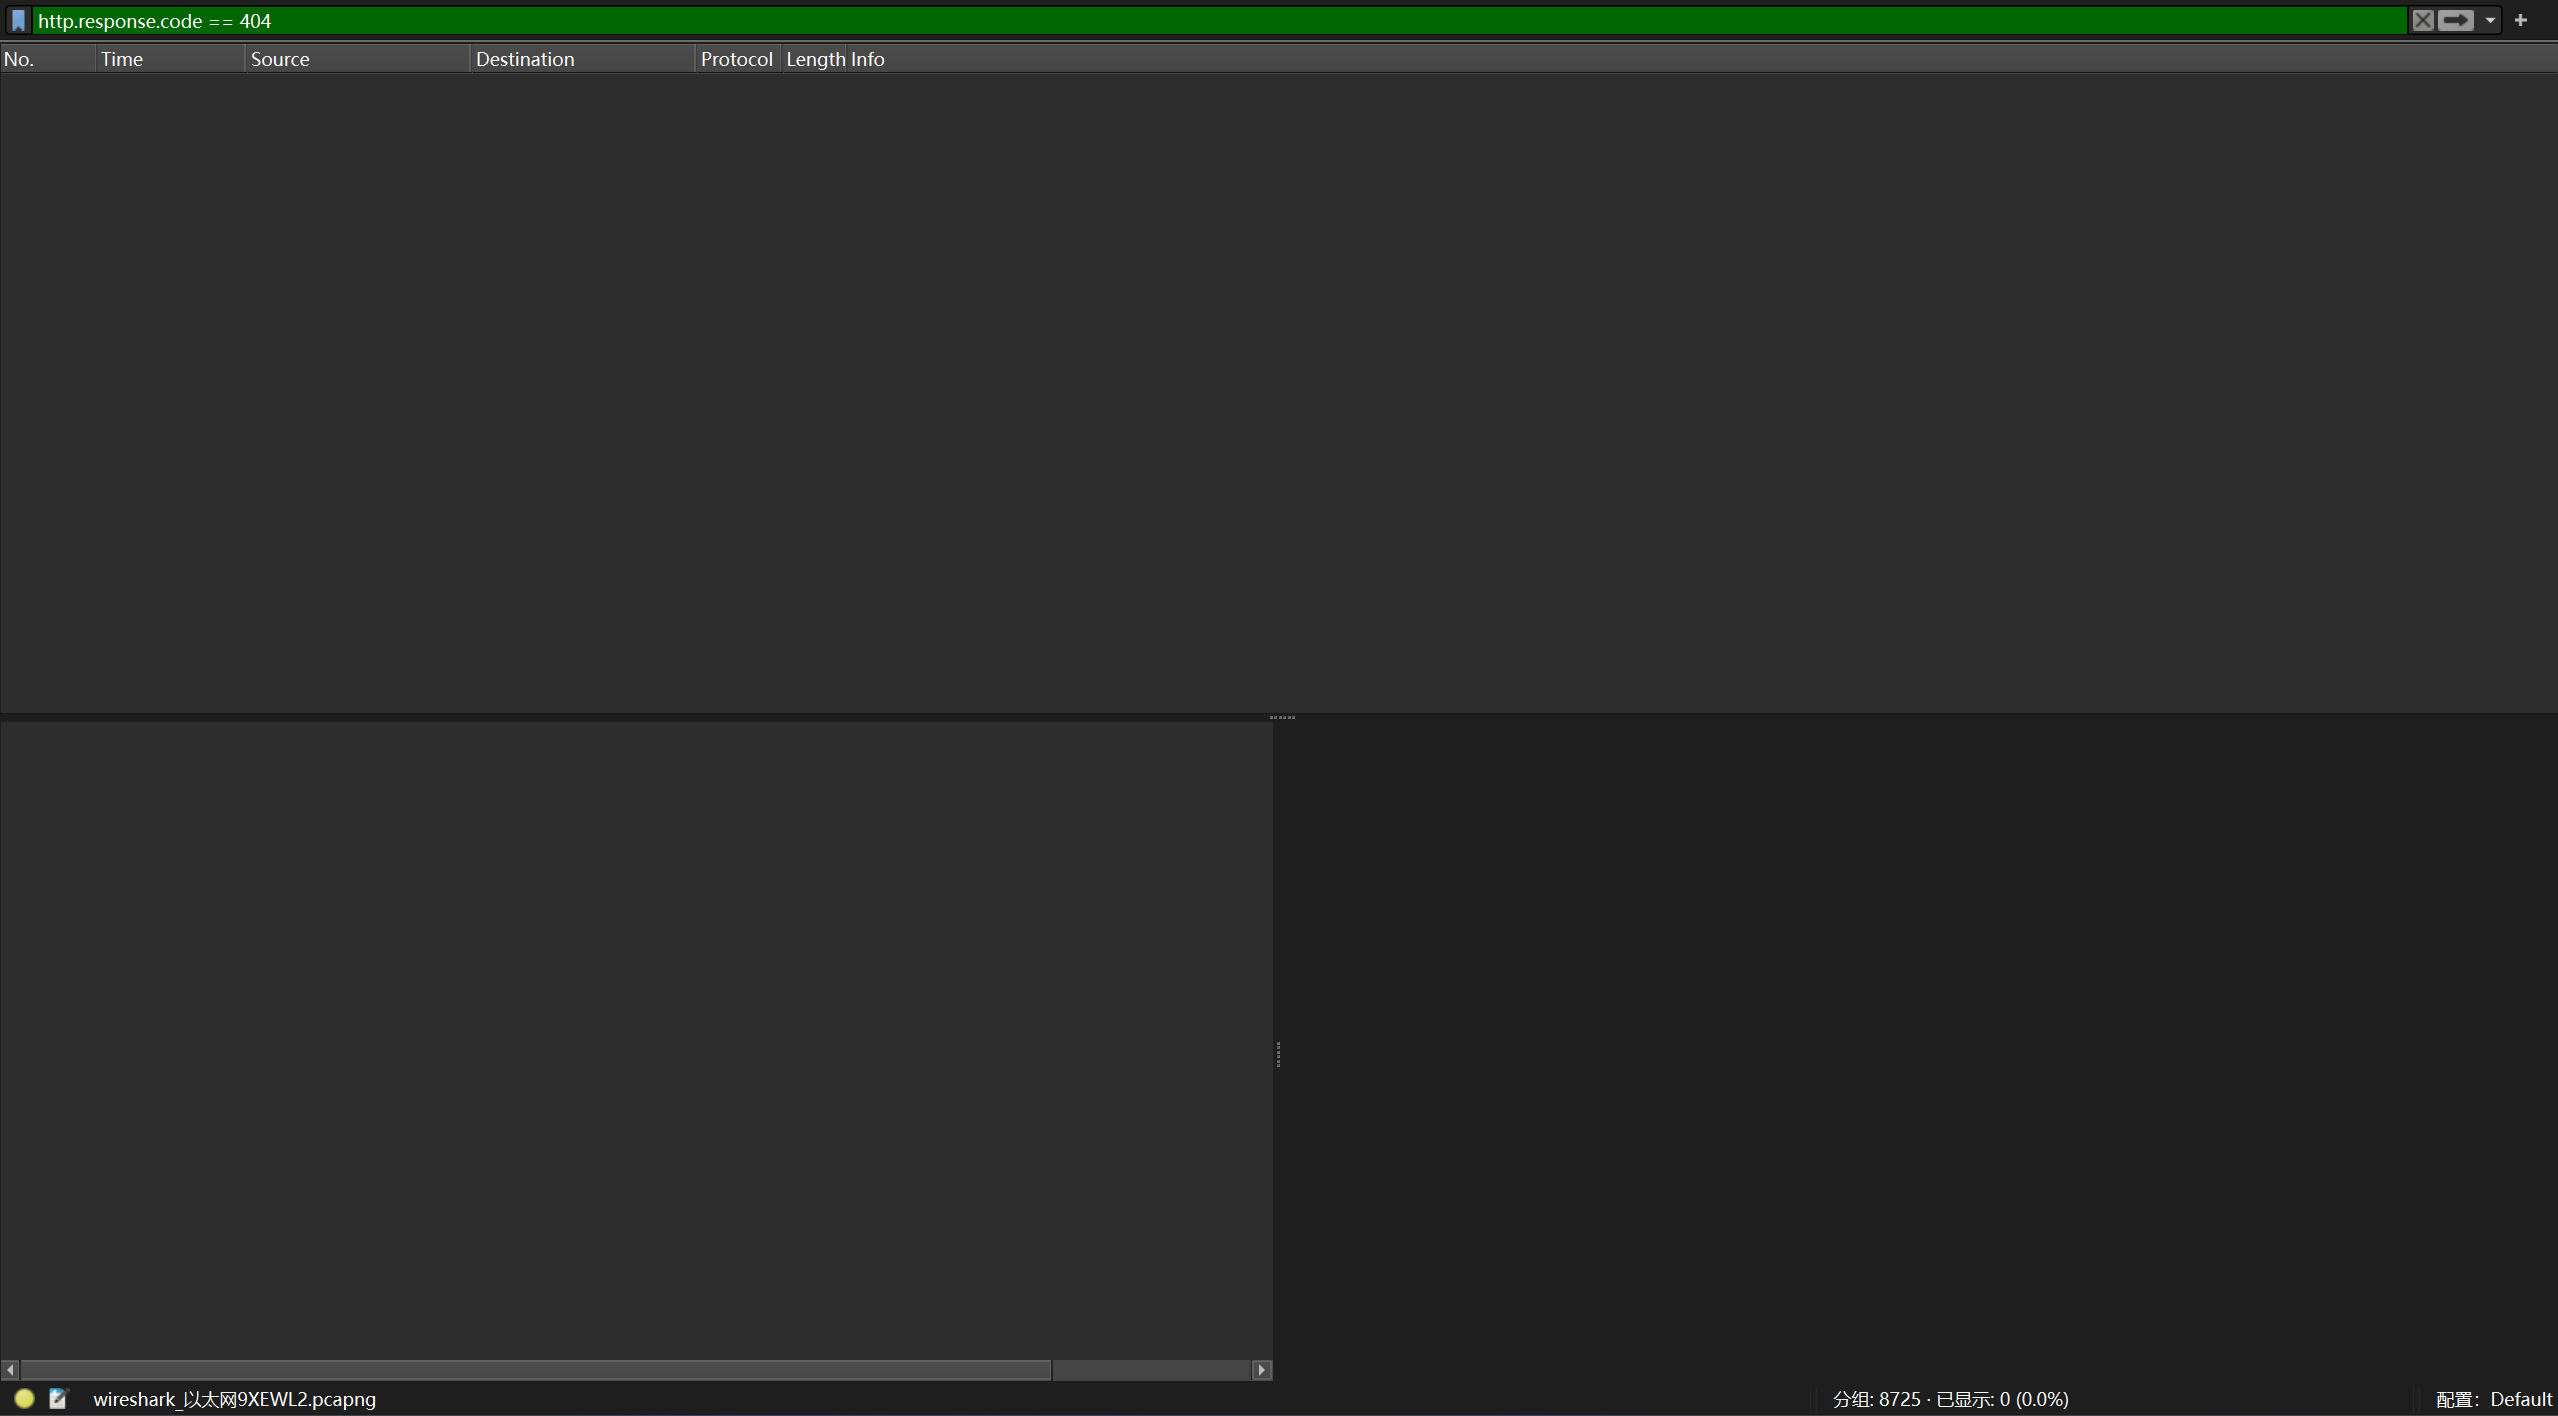 http.response.code == 404
No. Time Source Destination Protocol Length Info
wireshark_以太网9XEWL2.pcapng 分组: 8725 · 已显示: 0 (0.0%) 配置: Default